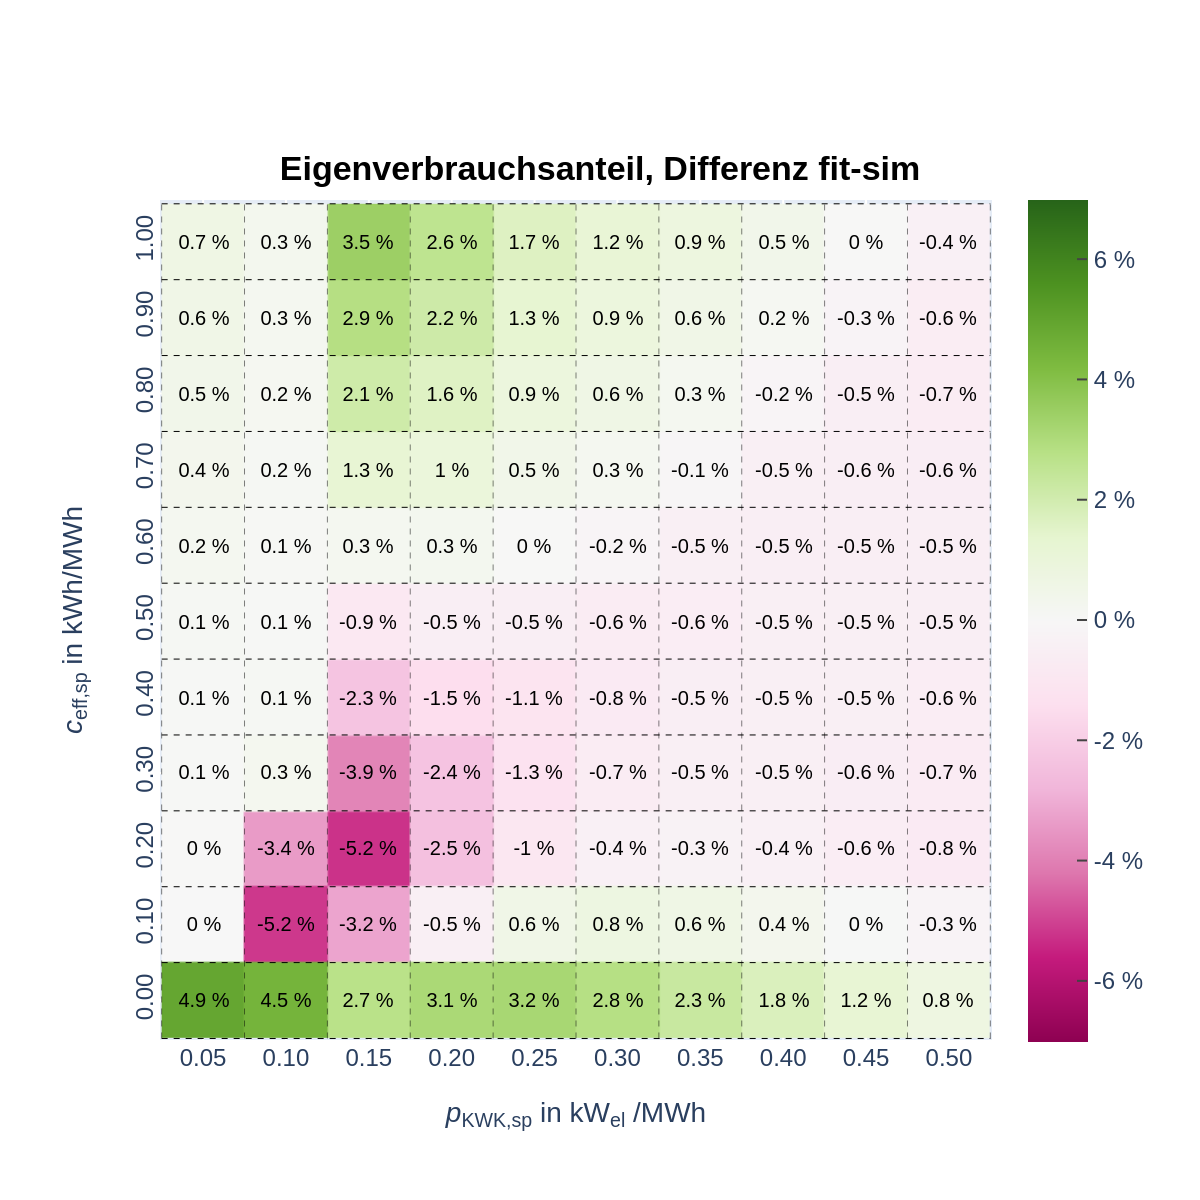 Eigenverbrauchsanteil, Differenz fit-sim
1.00 0.7 % 0.3 % 3.5 % 2.6 % 1.7 % 1.2 % 0.9 % 0.5 % 0 % -0.4 %
0.90 0.6 % 0.3 % 2.9 % 2.2 % 1.3 % 0.9 % 0.6 % 0.2 % -0.3 % -0.6 %
0.80 0.5 % 0.2 % 2.1 % 1.6 % 0.9 % 0.6 % 0.3 % -0.2 % -0.5 % -0.7 %
0.70 0.4 % 0.2 % 1.3 % 1 % 0.5 % 0.3 % -0.1 % -0.5 % -0.6 % -0.6 %
0.60 0.2 % 0.1 % 0.3 % 0.3 % 0 % -0.2 % -0.5 % -0.5 % -0.5 % -0.5 %
0.50 0.1 % 0.1 % -0.9 % -0.5 % -0.5 % -0.6 % -0.6 % -0.5 % -0.5 % -0.5 %
0.40 0.1 % 0.1 % -2.3 % -1.5 % -1.1 % -0.8 % -0.5 % -0.5 % -0.5 % -0.6 %
0.30 0.1 % 0.3 % -3.9 % -2.4 % -1.3 % -0.7 % -0.5 % -0.5 % -0.6 % -0.7 %
0.20 0 % -3.4 % -5.2 % -2.5 % -1 % -0.4 % -0.3 % -0.4 % -0.6 % -0.8 %
0.10 0 % -5.2 % -3.2 % -0.5 % 0.6 % 0.8 % 0.6 % 0.4 % 0 % -0.3 %
0.00 4.9 % 4.5 % 2.7 % 3.1 % 3.2 % 2.8 % 2.3 % 1.8 % 1.2 % 0.8 %
0.05 0.10 0.15 0.20 0.25 0.30 0.35 0.40 0.45 0.50
p KWK,sp in kW el /MWh
c eff,sp in kWh/MWh
6 %
4 %
2 %
0 %
-2 %
-4 %
-6 %